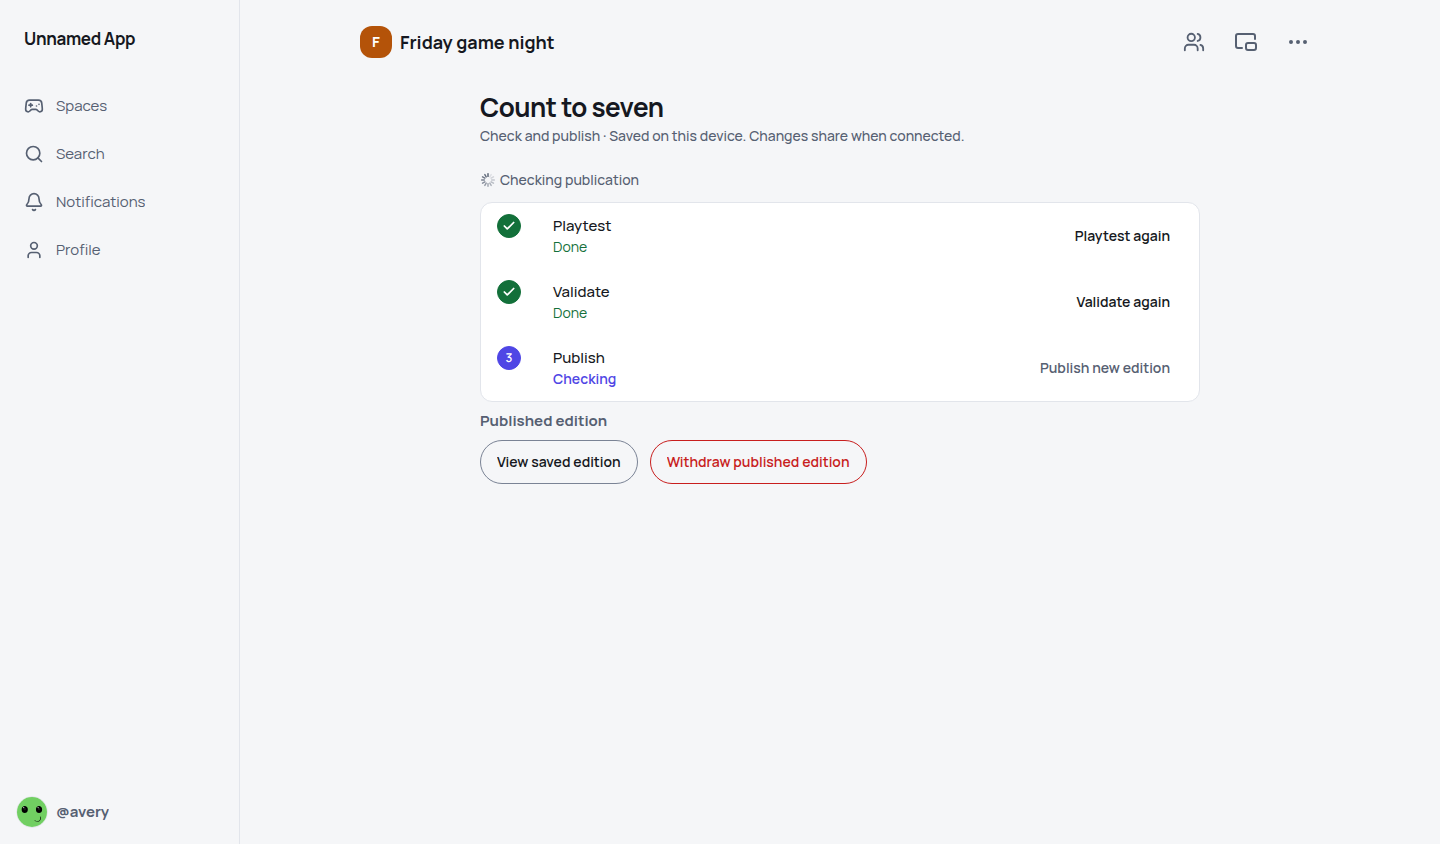 Unnamed App
Spaces
Search
Notifications
Profile
@avery
F
Friday game night
Count to seven
Check and publish · Saved on this device. Changes share when connected.
Checking publication
Playtest
Done
Playtest again
Validate
Done
Validate again
3
Publish
Checking
Publish new edition
Published edition
View saved edition
Withdraw published edition